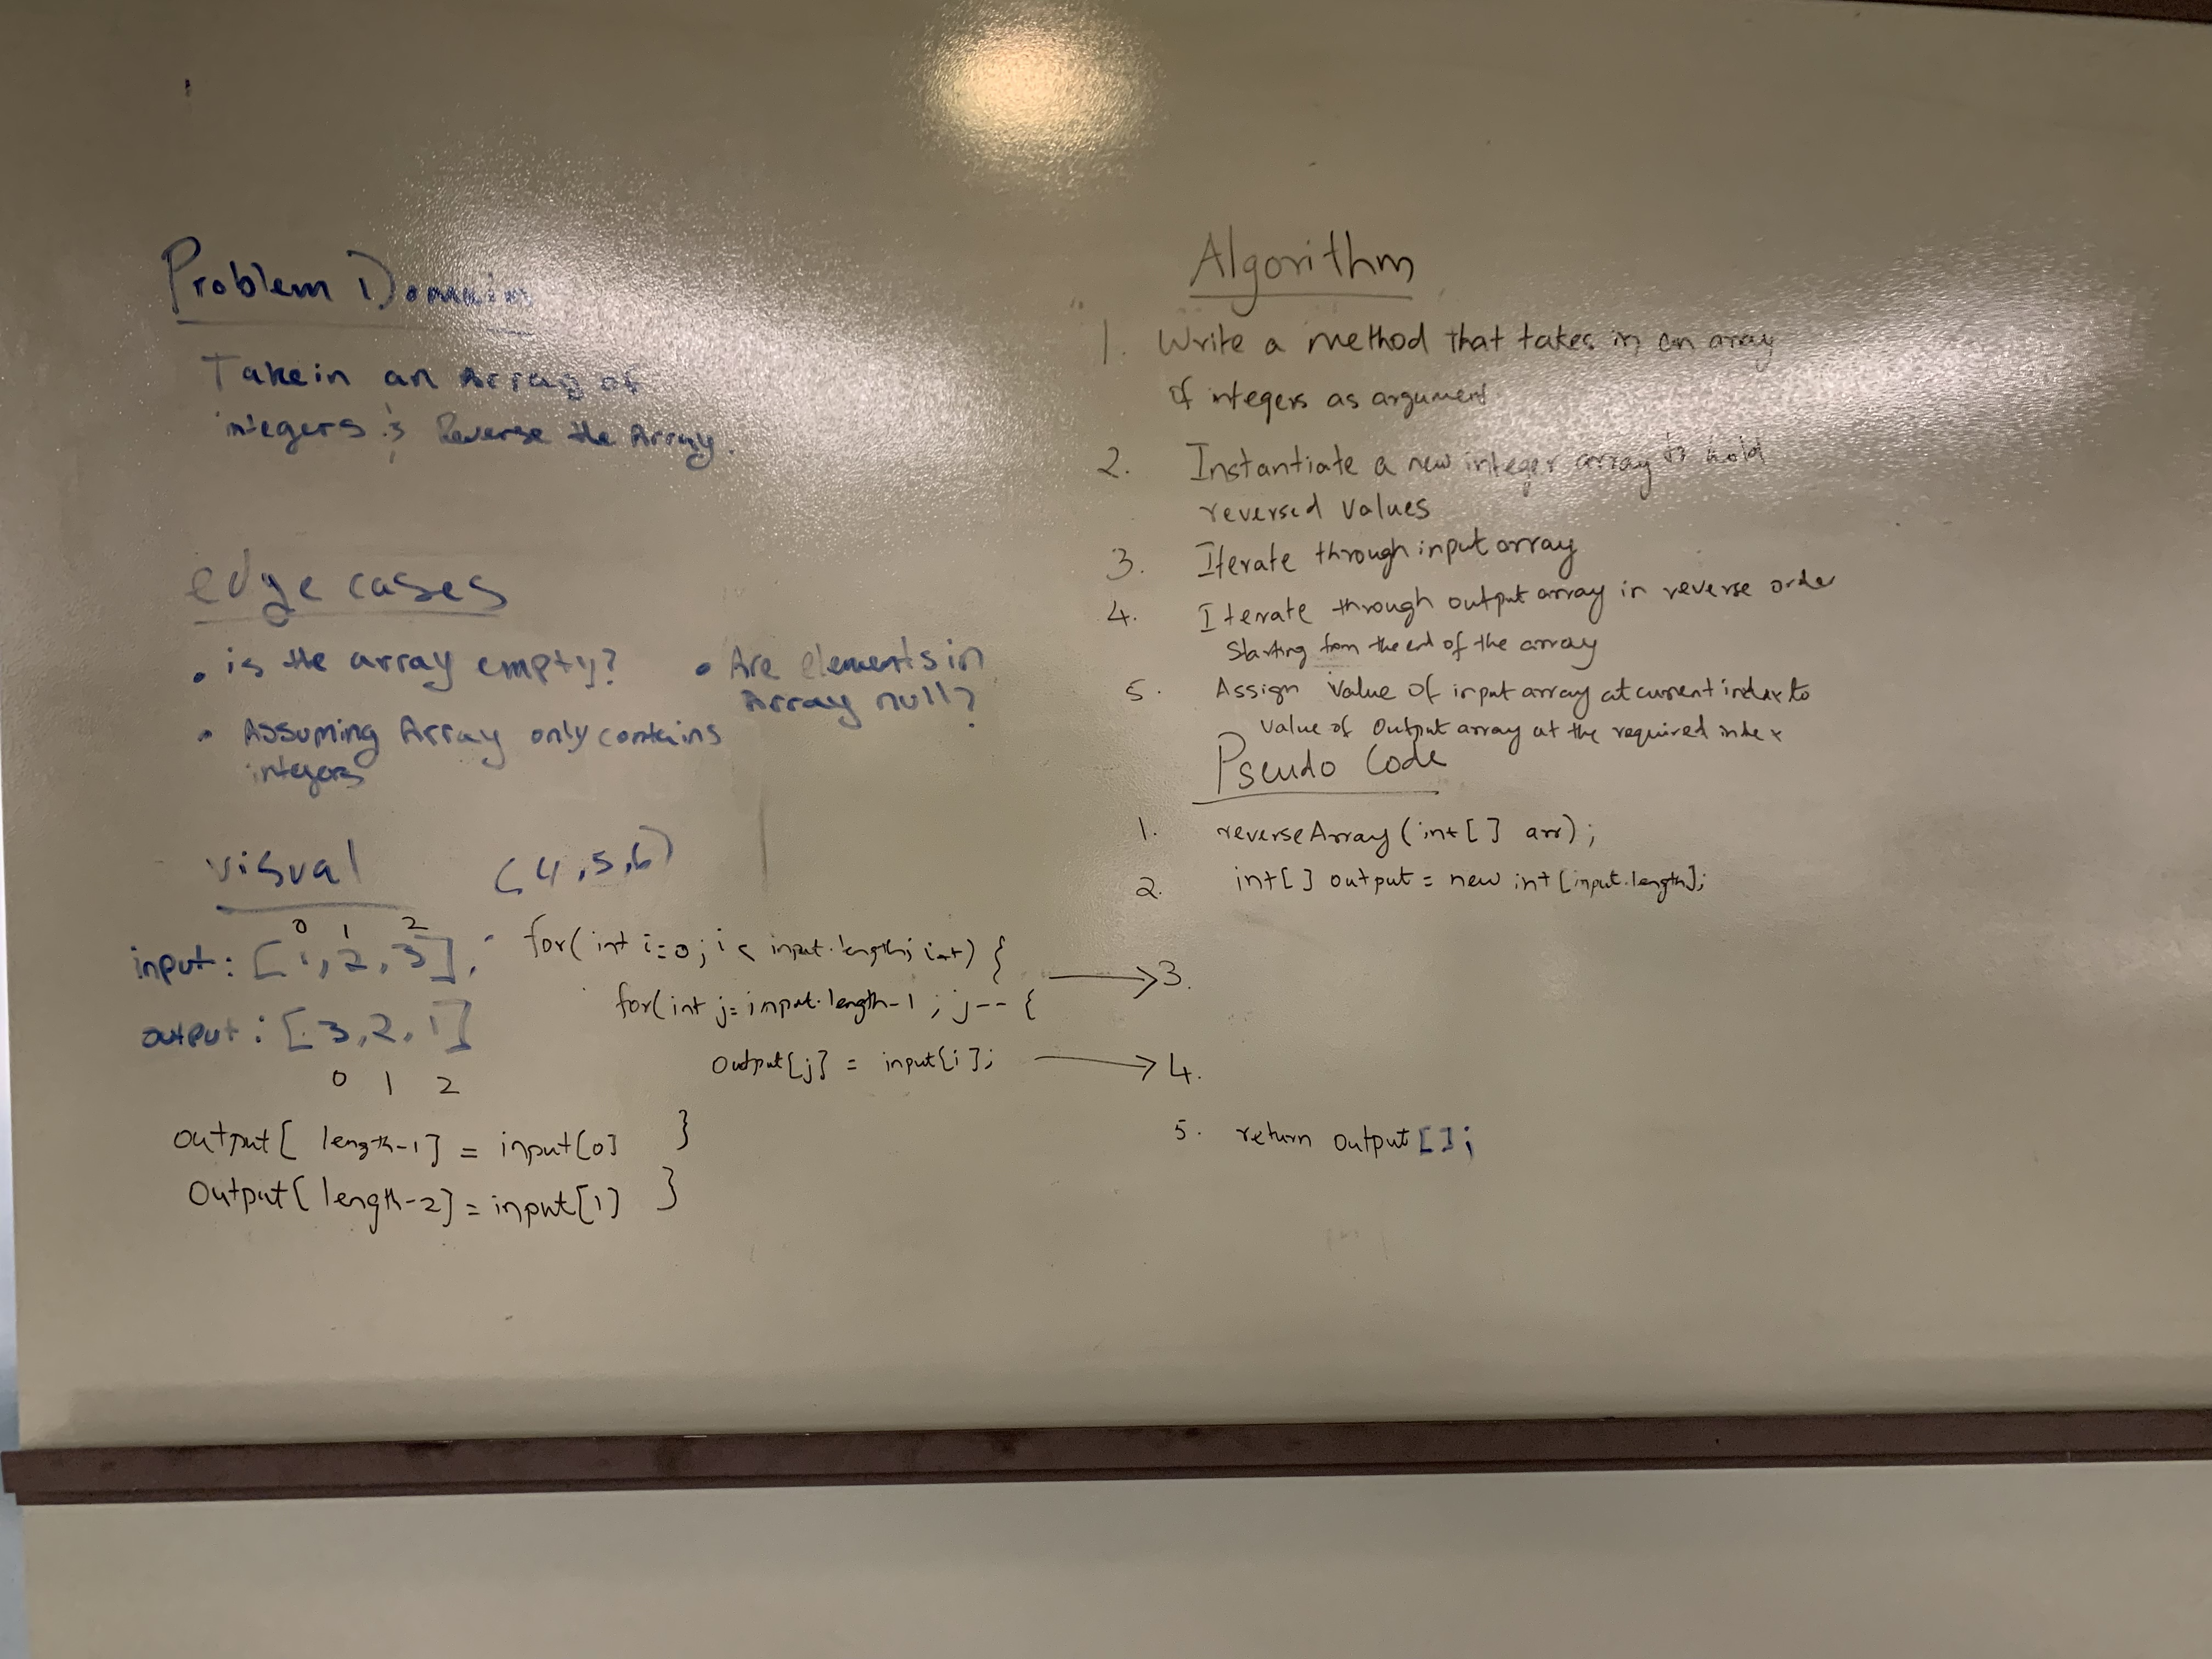 Problem Domain
Take in an Array of
integers & Reverse the Array.
edge cases
• is the array empty?
• Assuming Array only contains
integers
• Are elements in
Array null?
visual (4,5,6)
0 1 2
input: [1,2,3],
output: [3,2,1]
0 1 2
output[ length-1] = input[0]
Output[ length-2] = input[1]
for( int i=0; i < input.length; i++) {
→3.
for(int j= input.length-1 ; j-- {
Output[j] = input[i];
→4.
}
}
Algorithm
1. Write a method that takes in an array
of integers as argument
2. Instantiate a new integer array to hold
reversed values
3. Iterate through input array
4. Iterate through output array in reverse order
Starting from the end of the array
5. Assign value of input array at current index to
value of Output array at the required index
Pseudo Code
1. reverseArray(int[] arr);
2. int[] output = new int[input.length];
5. return output[];